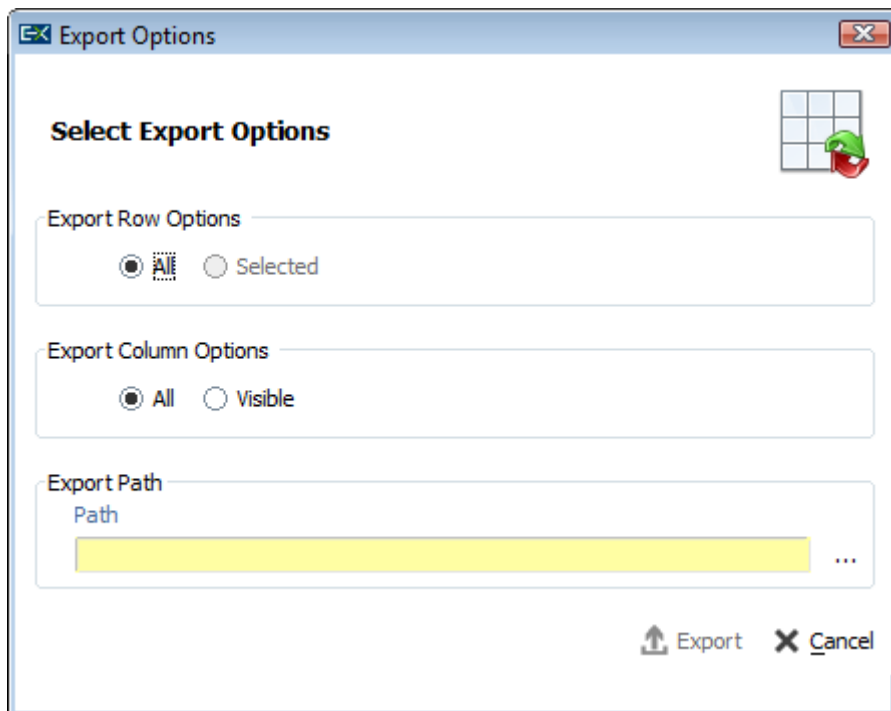 EX Export Options
Select Export Options
Export Row Options
All Selected
Export Column Options
All Visible
Export Path
Path
...
Export Cancel